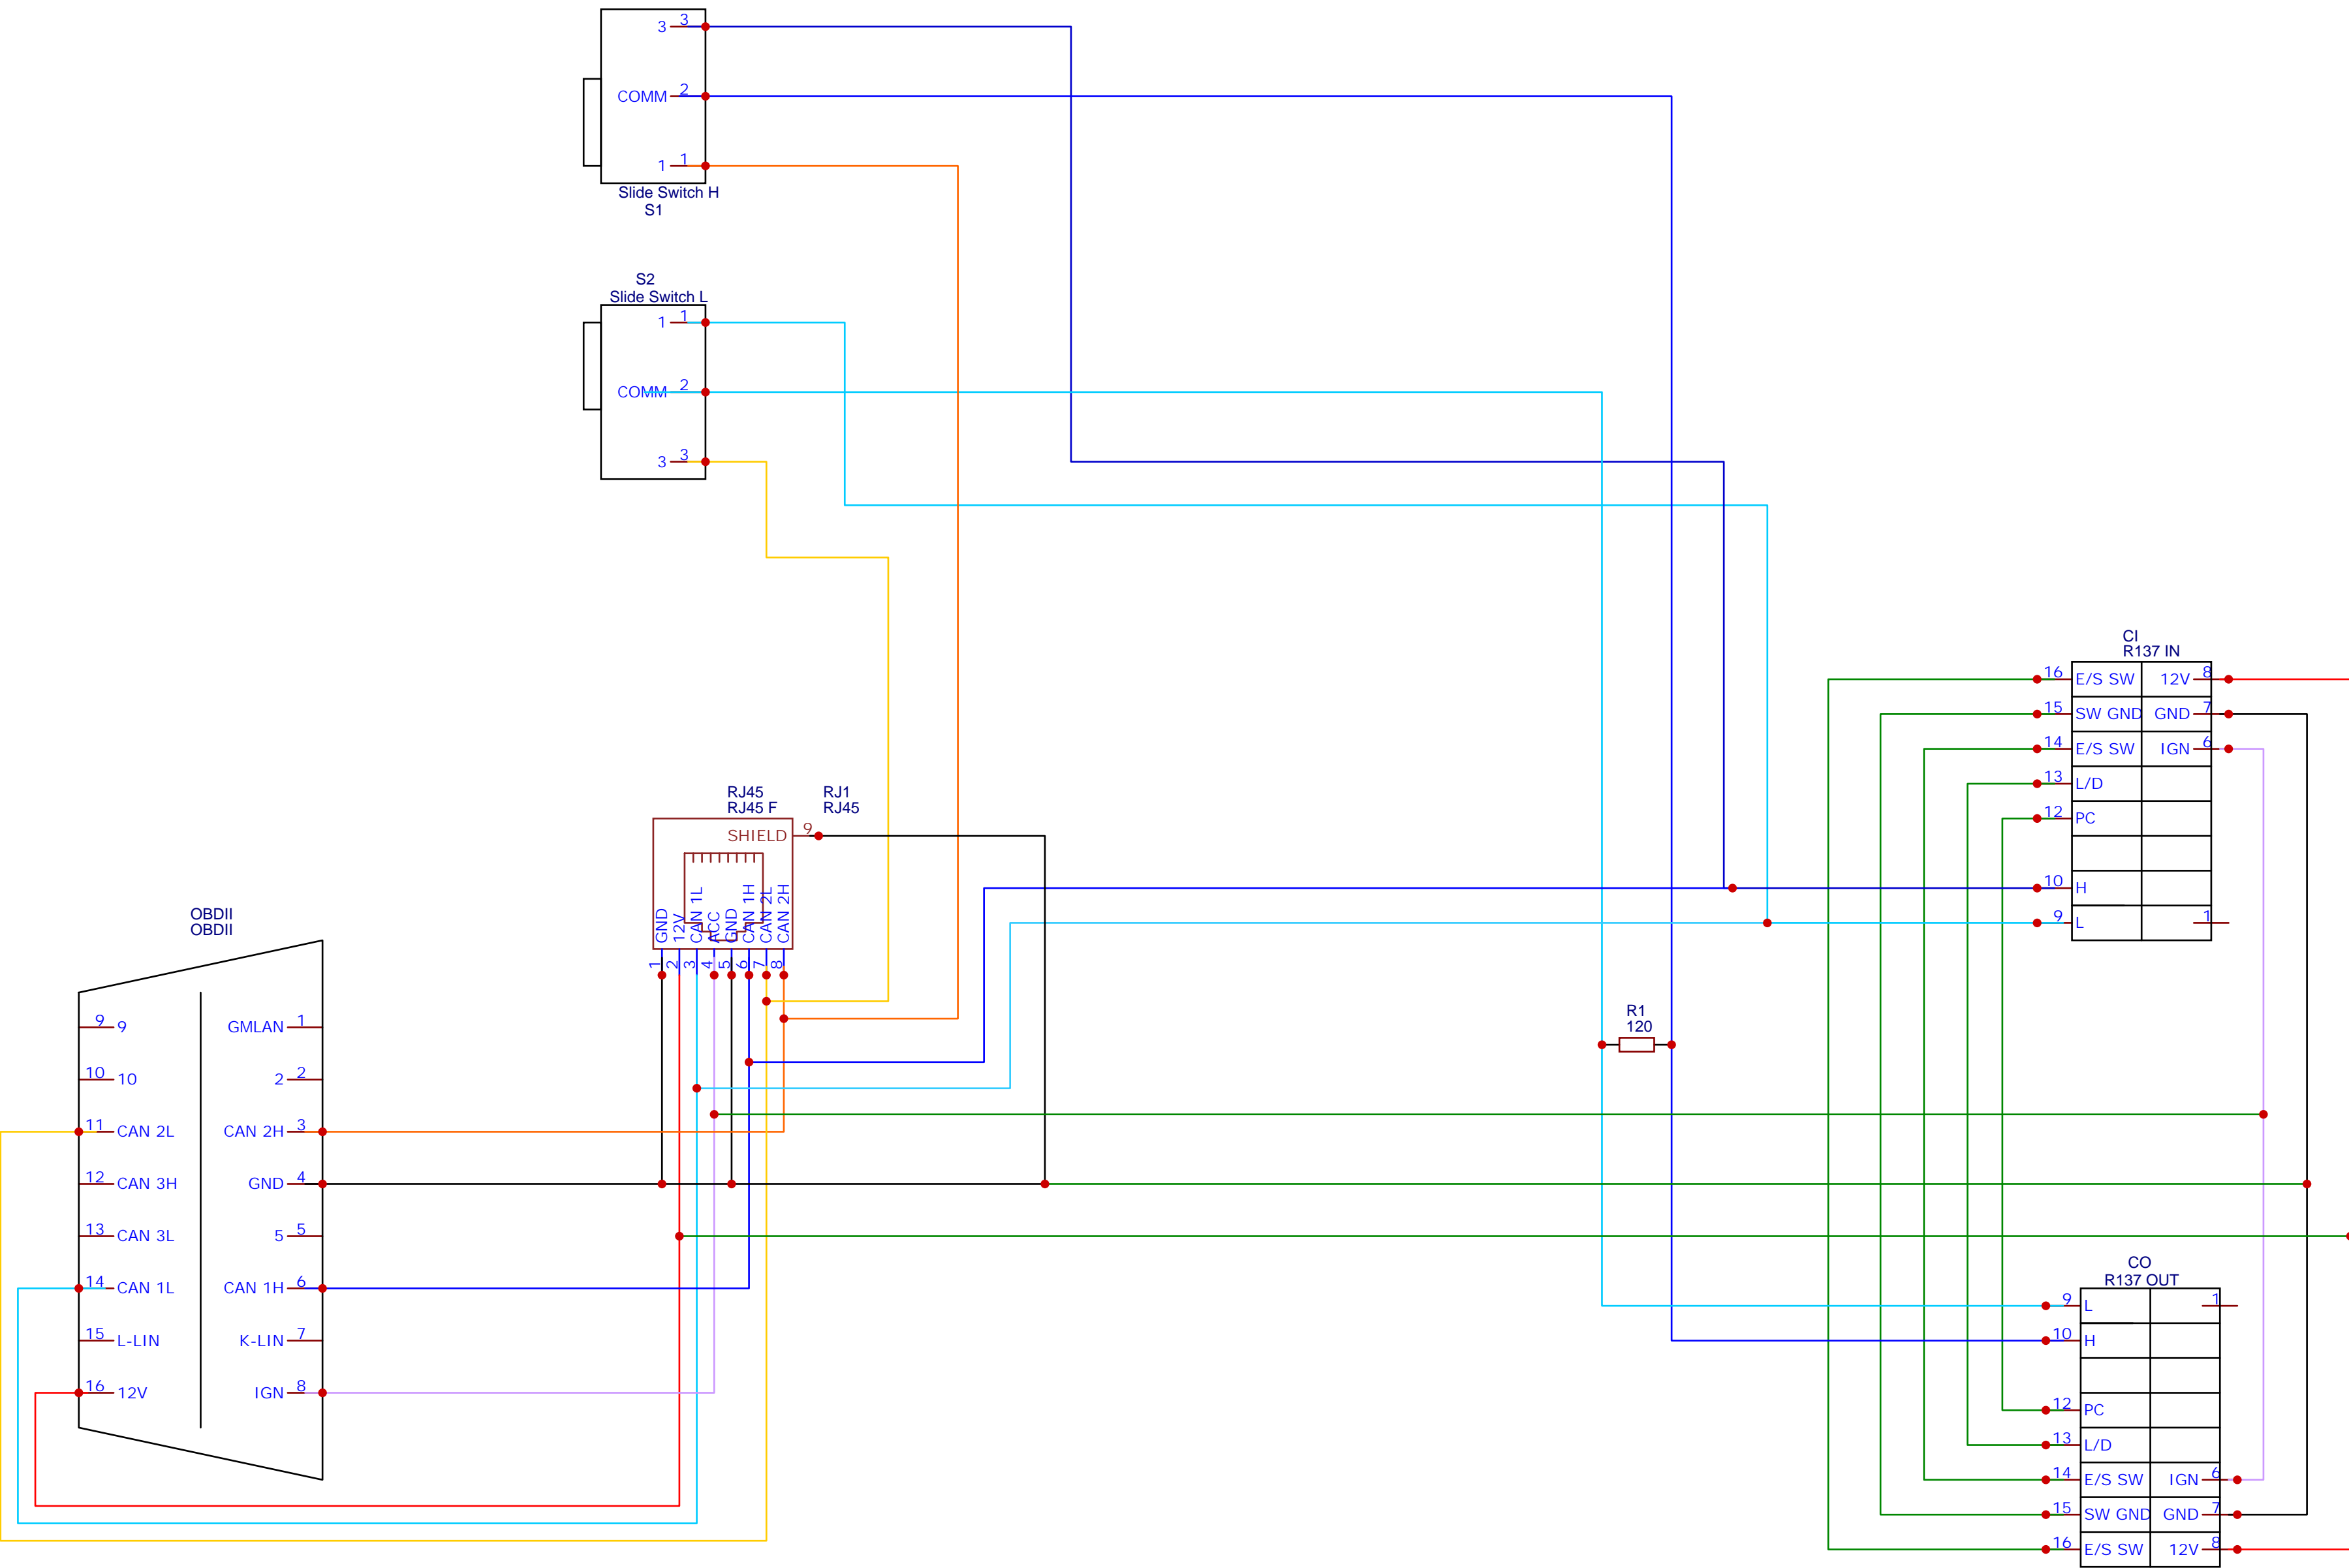 3 3
COMM 2
1 1
Slide Switch H
S1
S2
Slide Switch L
1 1
COMM 2
3 3
CI
R137 IN
16 E/S SW 12V 8
15 SW GND GND 7
14 E/S SW IGN 6
13 L/D
12 PC
10 H
9 L 1
RJ45
RJ45 F
RJ1
RJ45
SHIELD 9
GND
12V
CAN 1L
ACC
GND
CAN 1H
CAN 2L
CAN 2H
1
2
3
4
5
6
7
8
OBDII
OBDII
9 9 GMLAN 1
10 10 2 2
11 CAN 2L CAN 2H 3
12 CAN 3H GND 4
13 CAN 3L 5 5
14 CAN 1L CAN 1H 6
15 L-LIN K-LIN 7
16 12V IGN 8
R1
120
CO
R137 OUT
9 L 1
10 H
12 PC
13 L/D
14 E/S SW IGN 6
15 SW GND GND 7
16 E/S SW 12V 8